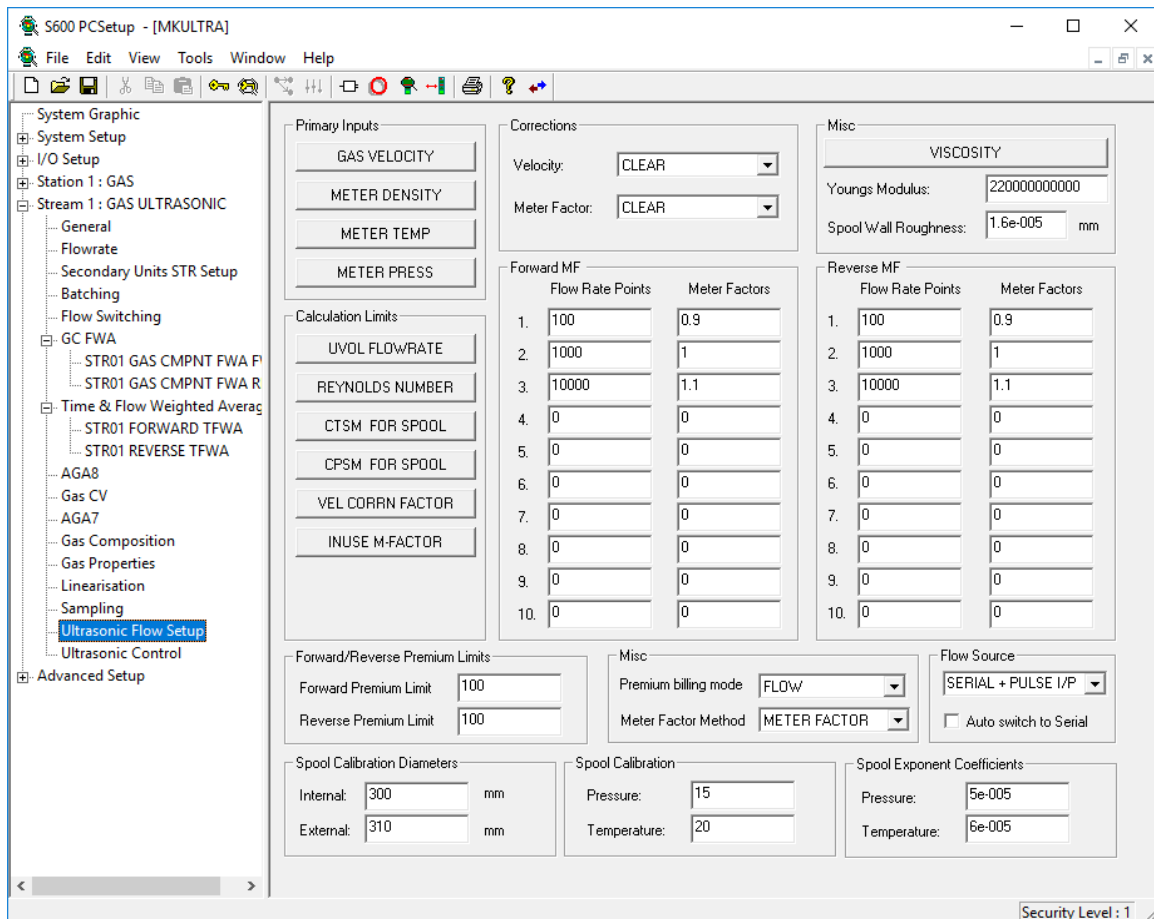 S600 PCSetup - [MKULTRA]
File Edit View Tools Window Help
System Graphic
System Setup
I/O Setup
Station 1 : GAS
Stream 1 : GAS ULTRASONIC
General
Flowrate
Secondary Units STR Setup
Batching
Flow Switching
GC FWA
STR01 GAS CMPNT FWA F
STR01 GAS CMPNT FWA R
Time & Flow Weighted Averag
STR01 FORWARD TFWA
STR01 REVERSE TFWA
AGA8
Gas CV
AGA7
Gas Composition
Gas Properties
Linearisation
Sampling
Ultrasonic Flow Setup
Ultrasonic Control
Advanced Setup
Primary Inputs
GAS VELOCITY
METER DENSITY
METER TEMP
METER PRESS
Corrections
Velocity: CLEAR
Meter Factor: CLEAR
Misc
VISCOSITY
Youngs Modulus: 220000000000
Spool Wall Roughness: 1.6e-005 mm
Calculation Limits
UVOL FLOWRATE
REYNOLDS NUMBER
CTSM FOR SPOOL
CPSM FOR SPOOL
VEL CORRN FACTOR
INUSE M-FACTOR
Forward MF
Flow Rate Points Meter Factors
1. 100 0.9
2. 1000 1
3. 10000 1.1
4. 0 0
5. 0 0
6. 0 0
7. 0 0
8. 0 0
9. 0 0
10. 0 0
Reverse MF
Flow Rate Points Meter Factors
1. 100 0.9
2. 1000 1
3. 10000 1.1
4. 0 0
5. 0 0
6. 0 0
7. 0 0
8. 0 0
9. 0 0
10. 0 0
Forward/Reverse Premium Limits
Forward Premium Limit 100
Reverse Premium Limit 100
Misc
Premium billing mode FLOW
Meter Factor Method METER FACTOR
Flow Source
SERIAL + PULSE I/P
Auto switch to Serial
Spool Calibration Diameters
Internal: 300 mm
External: 310 mm
Spool Calibration
Pressure: 15
Temperature: 20
Spool Exponent Coefficients
Pressure: 5e-005
Temperature: 6e-005
Security Level : 1